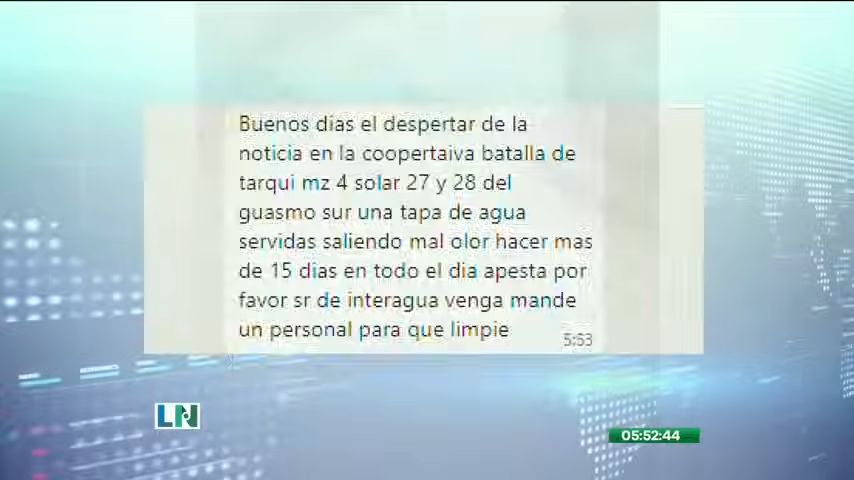 Buenos dias el despertar de la
noticia en la coopertaiva batalla de
tarqui mz 4 solar 27 y 28 del
guasmo sur una tapa de agua
servidas saliendo mal olor hacer mas
de 15 dias en todo el dia apesta por
favor sr de interagua venga mande
un personal para que limpie
5:53
LN
05:52:44